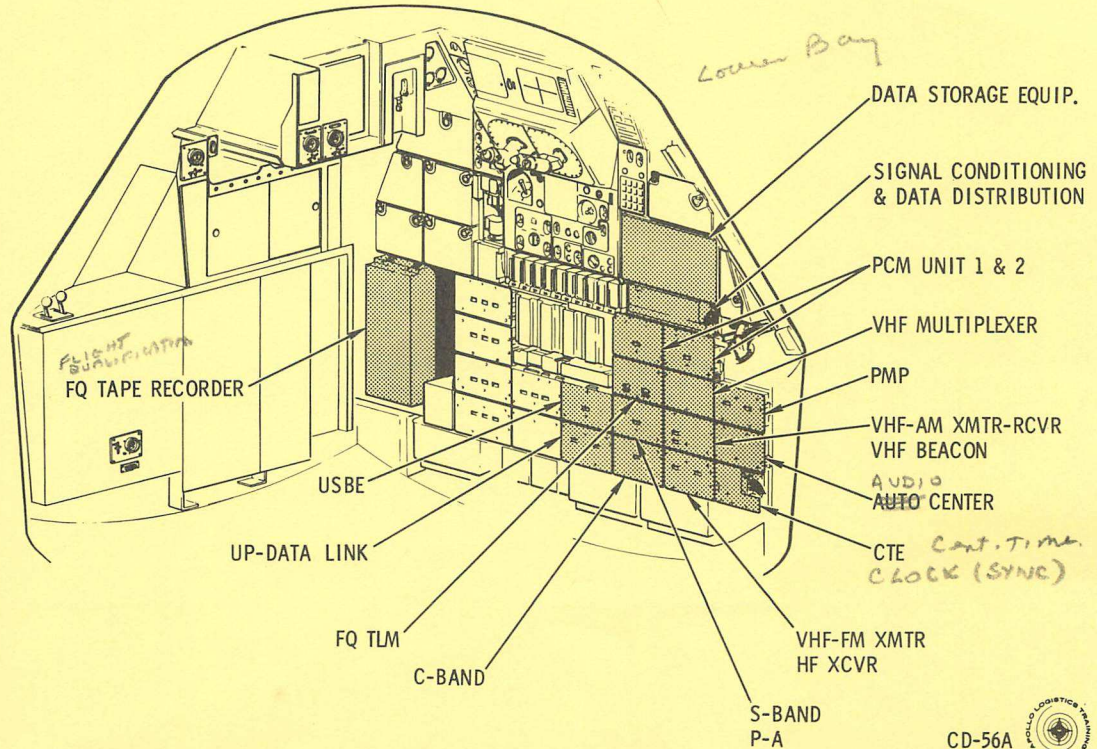 Lower Bay
DATA STORAGE EQUIP.
SIGNAL CONDITIONING
& DATA DISTRIBUTION
PCM UNIT 1 & 2
VHF MULTIPLEXER
FLIGHT
QUALIFICATION
FQ TAPE RECORDER
PMP
VHF-AM XMTR-RCVR
VHF BEACON
USBE
AUDIO
AUTO CENTER
UP-DATA LINK
CTE Cent. Time.
CLOCK (SYNC)
FQ TLM
VHF-FM XMTR
HF XCVR
C-BAND
S-BAND
P-A
CD-56A
APOLLO LOGISTICS TRAINING